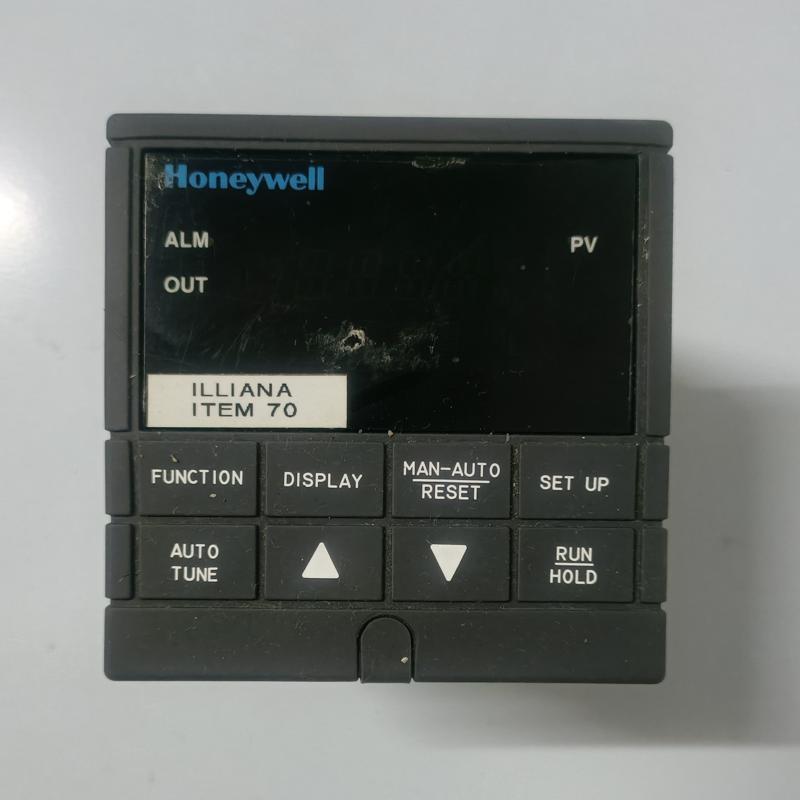 Honeywell
ALM
PV
OUT
ILLIANA
ITEM 70
FUNCTION
DISPLAY
MAN-AUTO
RESET
SET UP
AUTO
TUNE
RUN
HOLD